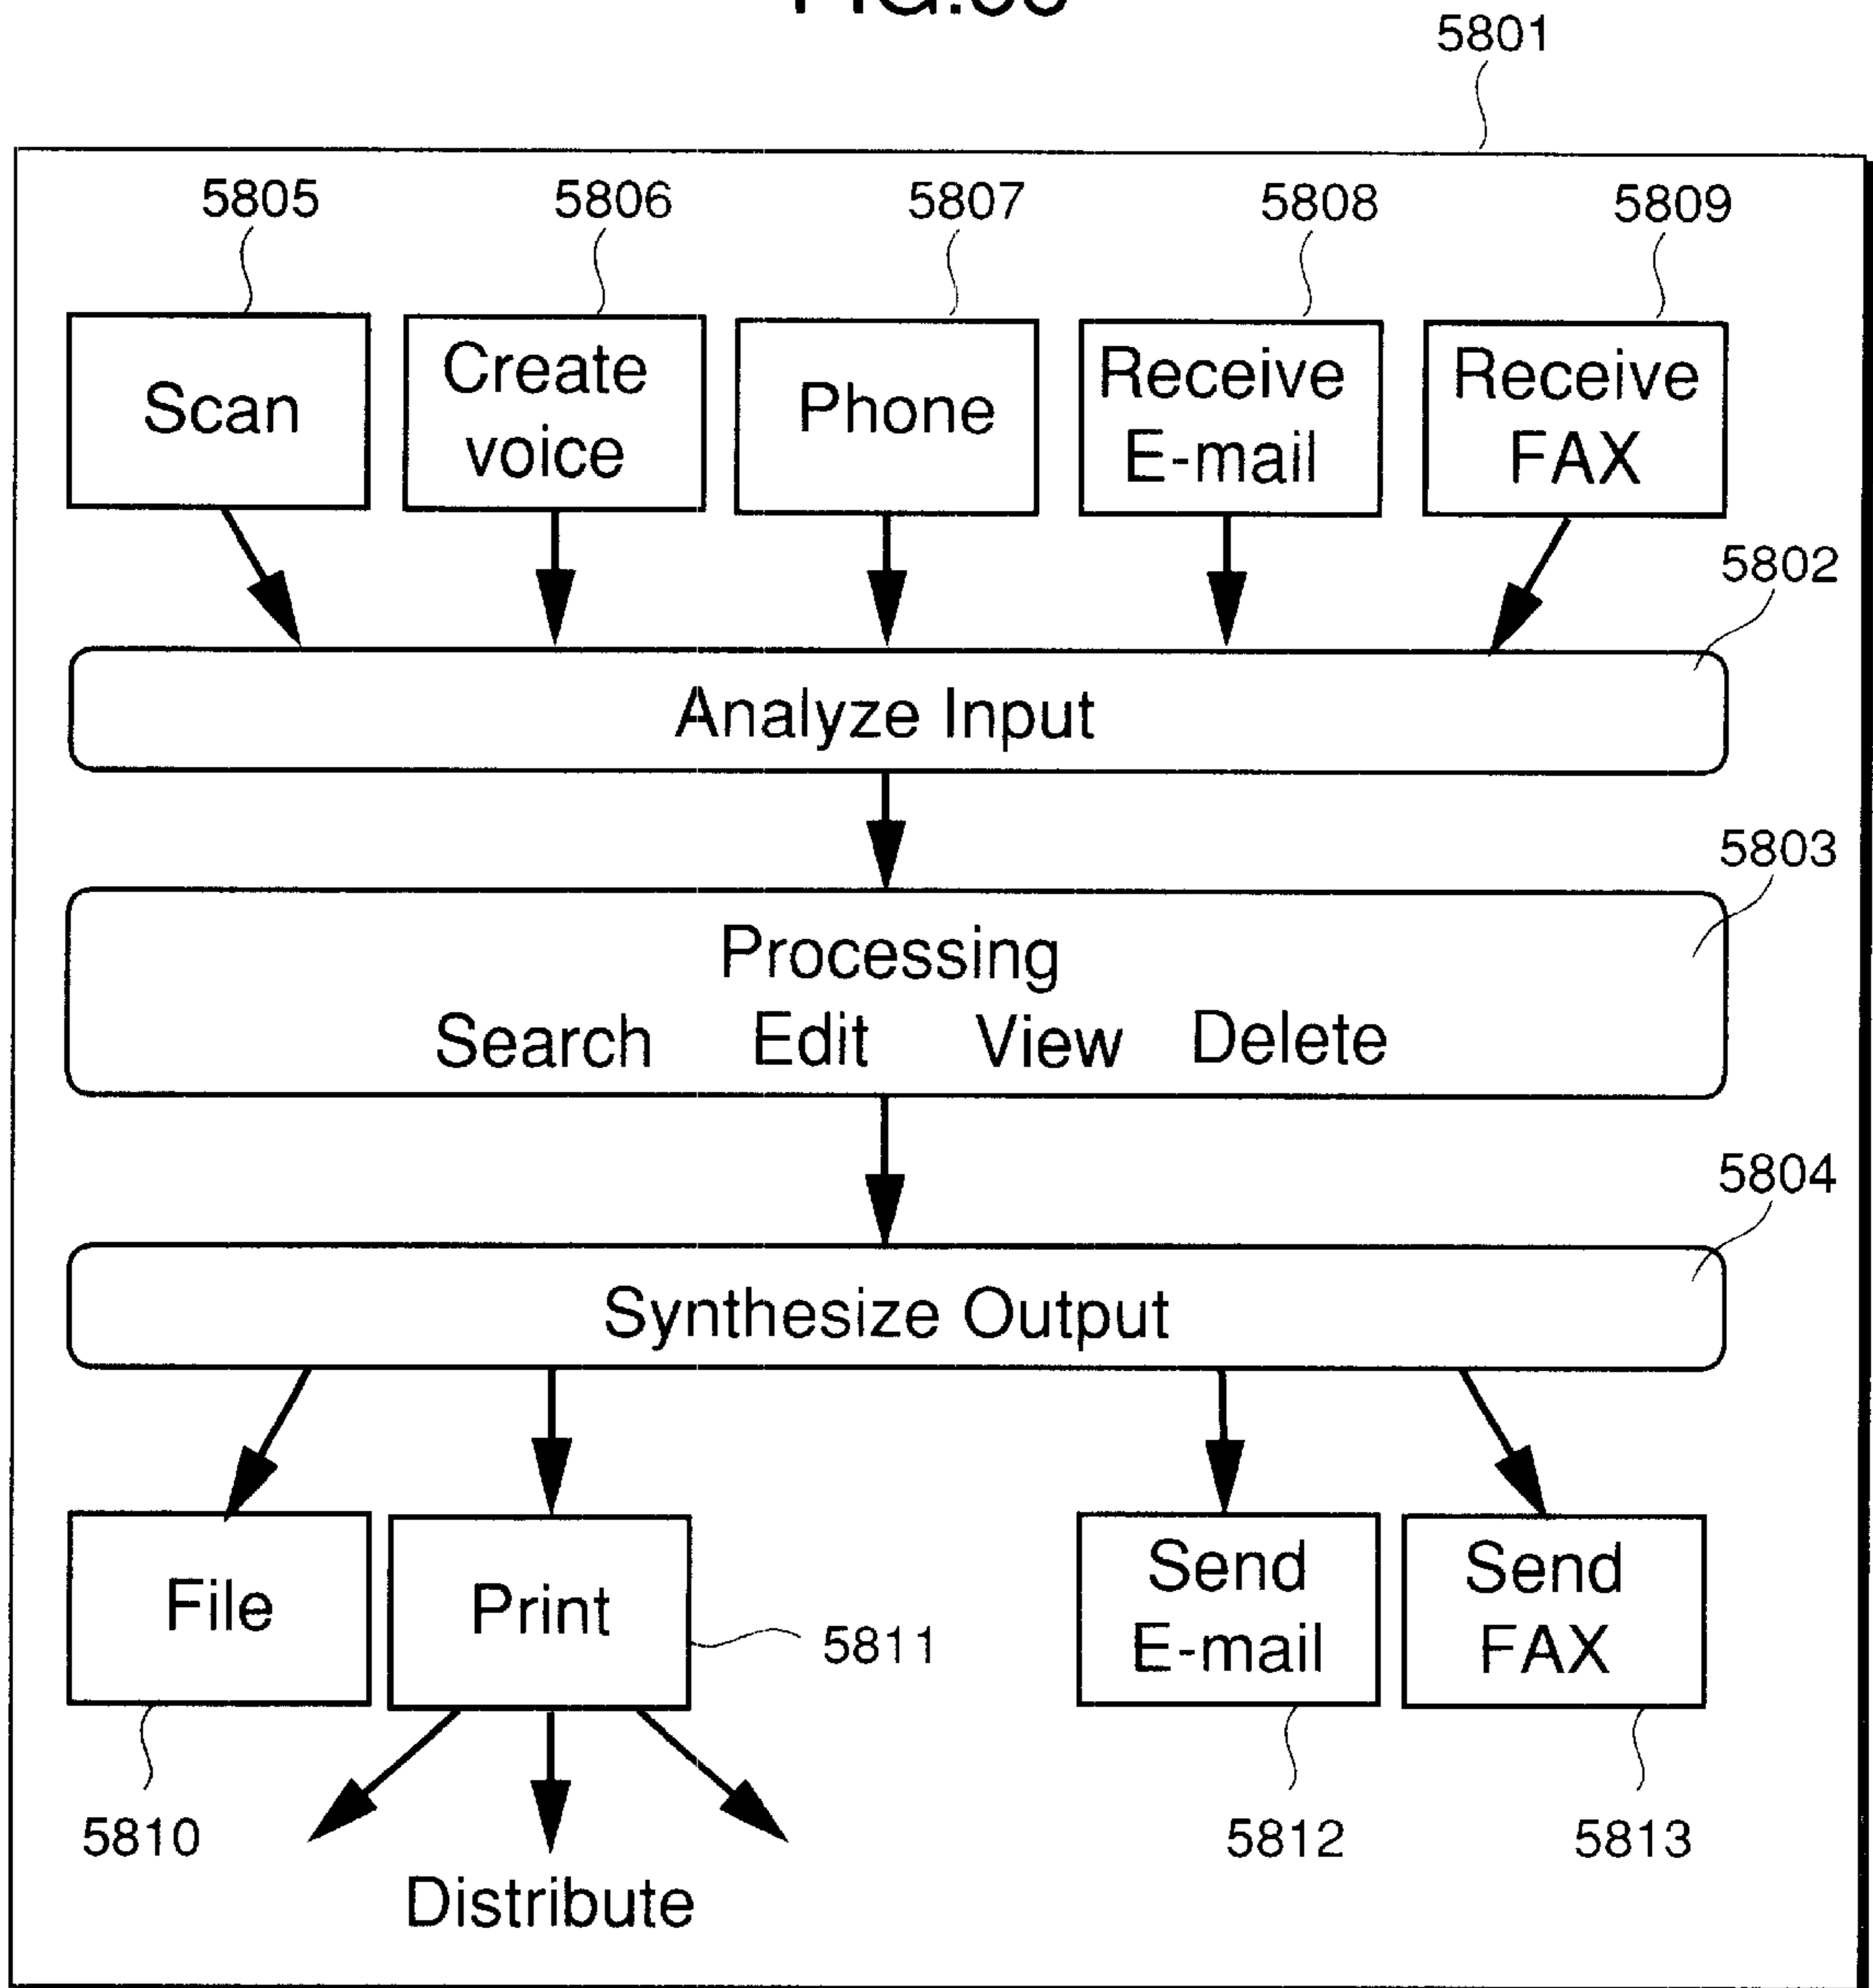 5801
5805 5806 5807 5808 5809
Scan
Create
voice
Phone
Receive
E-mail
Receive
FAX
5802
Analyze Input
5803
Processing
Search Edit View Delete
5804
Synthesize Output
File
Print
5811
Send
E-mail
Send
FAX
5810
5812
5813
Distribute